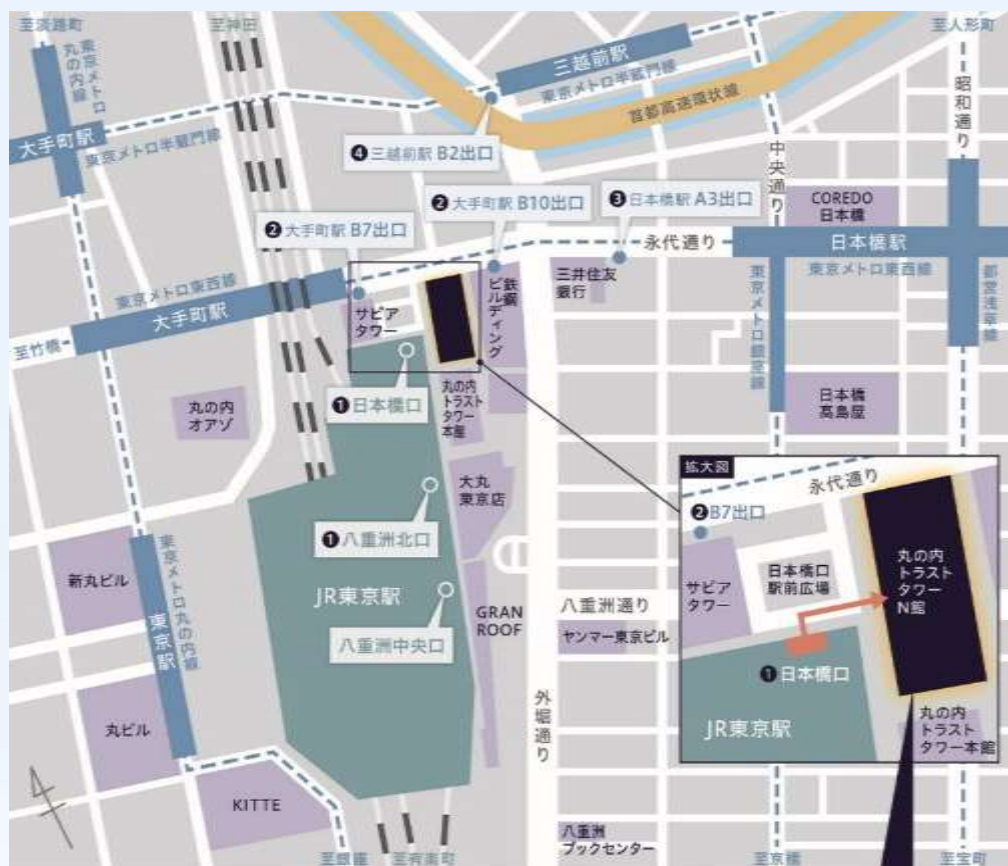 至淡路町
至神田
至人形町
東京メトロ
丸の内線
三越前駅
東京メトロ半蔵門線
首都高速環状線
昭和通り
中央通り
大手町駅
東京メトロ半蔵門線
❹三越前駅 B2出口
❷大手町駅 B10出口
❸日本橋駅 A3出口
COREDO
日本橋
❷大手町駅 B7出口
永代通り
日本橋駅
東京メトロ東西線
東京メトロ東西線
大手町駅
至竹橋
サピア
タワー
鉄鋼
ビルディング
三井住友
銀行
東京メトロ銀座線
都営浅草線
❶日本橋口
丸の内
トラスト
タワー
本館
丸の内
オアゾ
日本橋
髙島屋
大丸
東京店
❶八重洲北口
新丸ビル
東京メトロ丸の内線
東京駅
JR東京駅
八重洲中央口
GRAN
ROOF
八重洲通り
ヤンマー東京ビル
外堀通り
丸ビル
KITTE
八重洲
ブックセンター
至銀座
至有楽町
至京橋
至宝町
拡大図
永代通り
❷B7出口
サピア
タワー
日本橋口
駅前広場
丸の内
トラスト
タワー
N館
❶日本橋口
JR東京駅
丸の内
トラスト
タワー本館